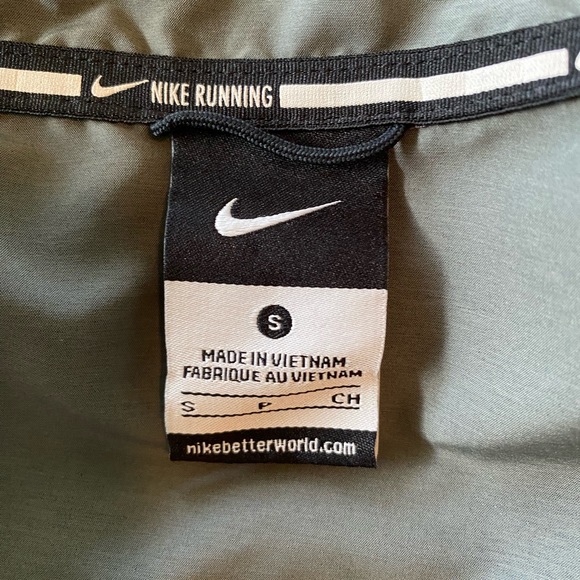 NIKE RUNNING
S
MADE IN VIETNAM
FABRIQUE AU VIETNAM
S P CH
nikebetterworld.com